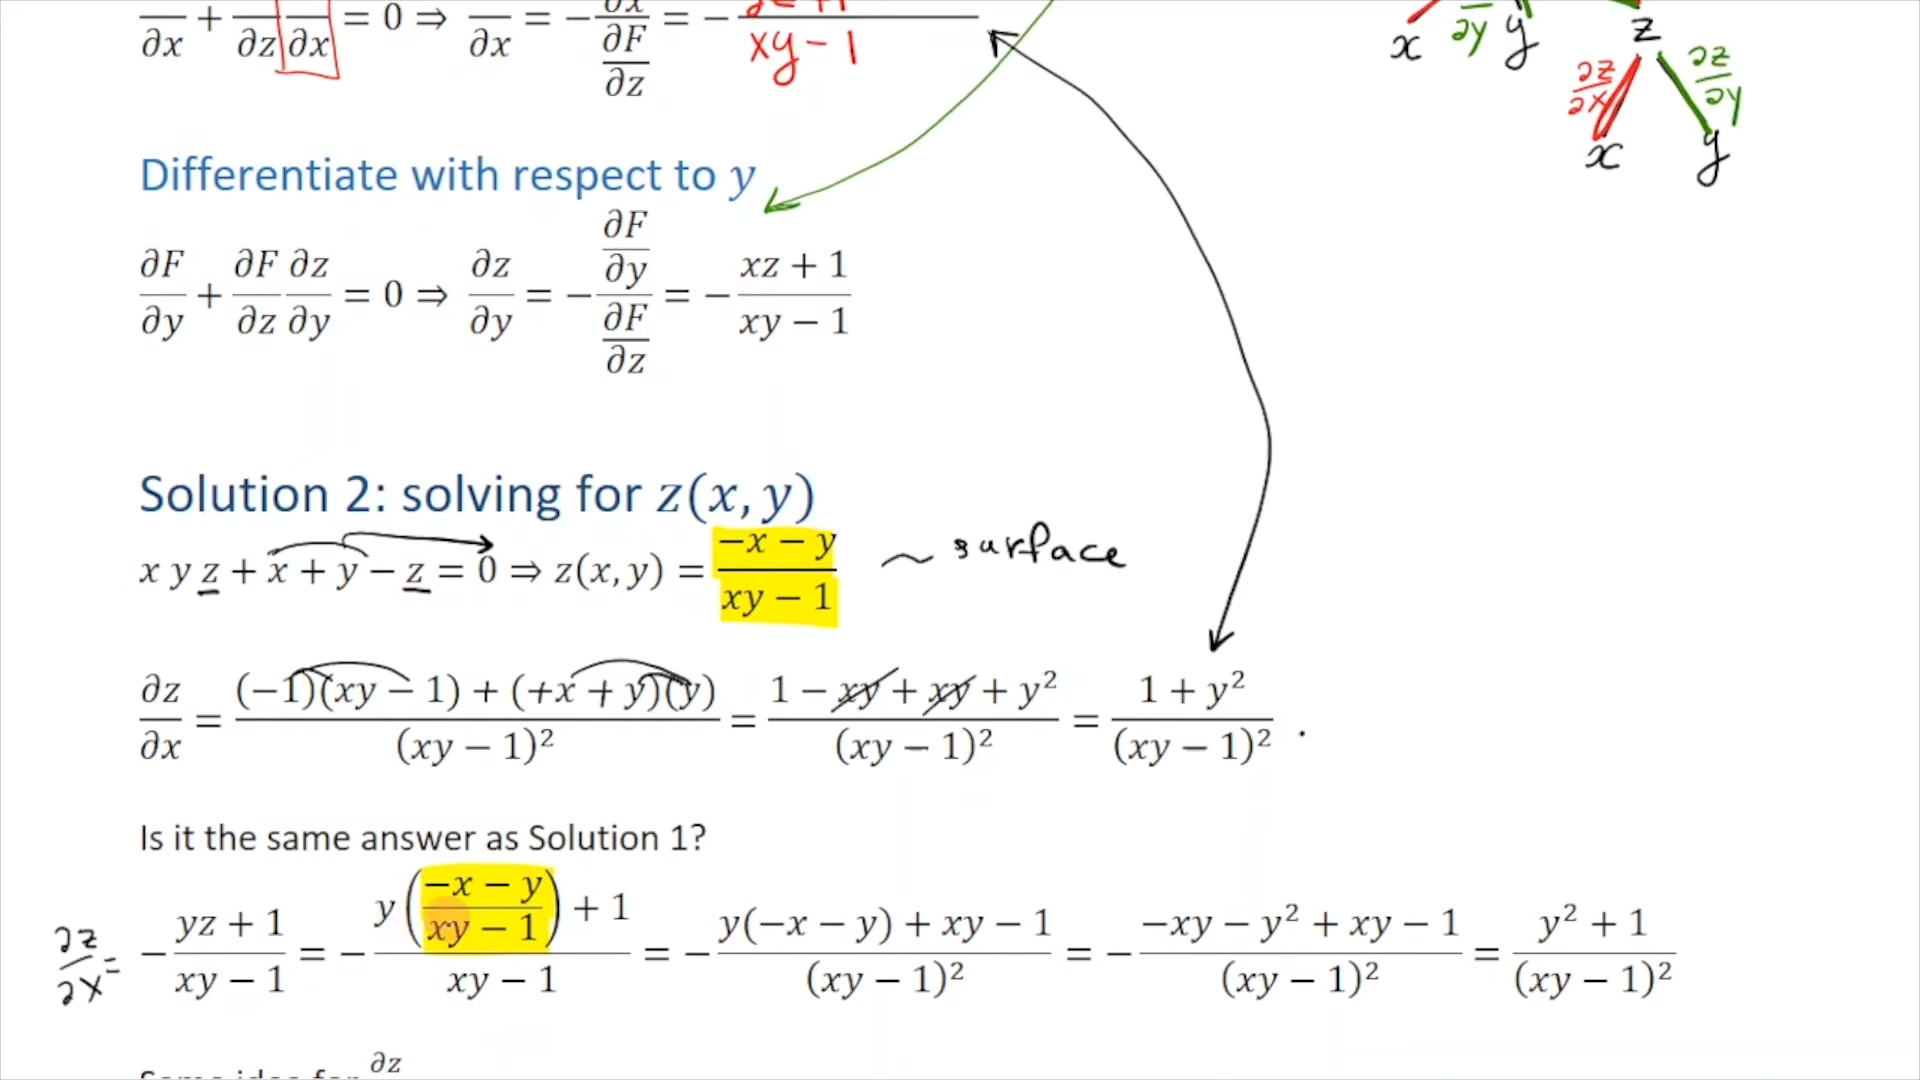 ∂x + ∂z ∂x = 0 ⇒ ∂x = − ∂F/∂z = − xy − 1
x ∂y y z
∂z/∂x ∂z/∂y
x y
Differentiate with respect to y
∂F/∂y + ∂F/∂z ∂z/∂y = 0 ⇒ ∂z/∂y = − (∂F/∂y)/(∂F/∂z) = − (xz + 1)/(xy − 1)
Solution 2: solving for z(x, y)
x y z + x + y − z = 0 ⇒ z(x, y) = (−x − y)/(xy − 1) ~ surface
∂z/∂x = ((−1)(xy − 1) + (+x + y)(y))/(xy − 1)² = (1 − xy + xy + y²)/(xy − 1)² = (1 + y²)/(xy − 1)² .
Is it the same answer as Solution 1?
∂z/∂x = − (yz + 1)/(xy − 1) = − (y((−x − y)/(xy − 1)) + 1)/(xy − 1) = − (y(−x − y) + xy − 1)/(xy − 1)² = − (−xy − y² + xy − 1)/(xy − 1)² = (y² + 1)/(xy − 1)²
Same idea for ∂z